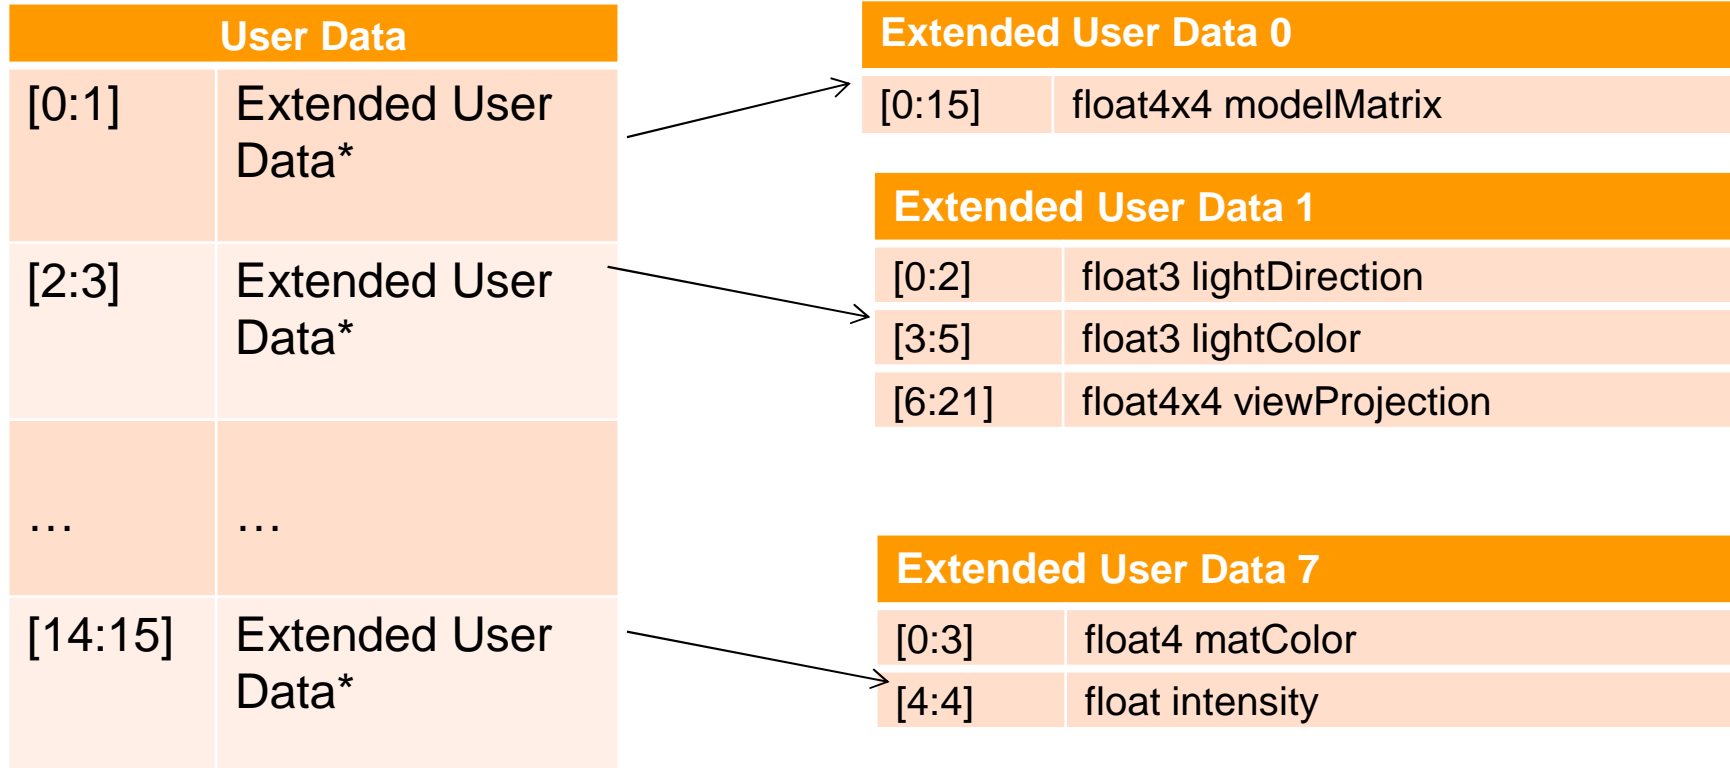 User Data
[0:1] Extended User
Data*
[2:3] Extended User
Data*
… …
[14:15] Extended User
Data*
Extended User Data 0
[0:15] float4x4 modelMatrix
Extended User Data 1
[0:2] float3 lightDirection
[3:5] float3 lightColor
[6:21] float4x4 viewProjection
Extended User Data 7
[0:3] float4 matColor
[4:4] float intensity